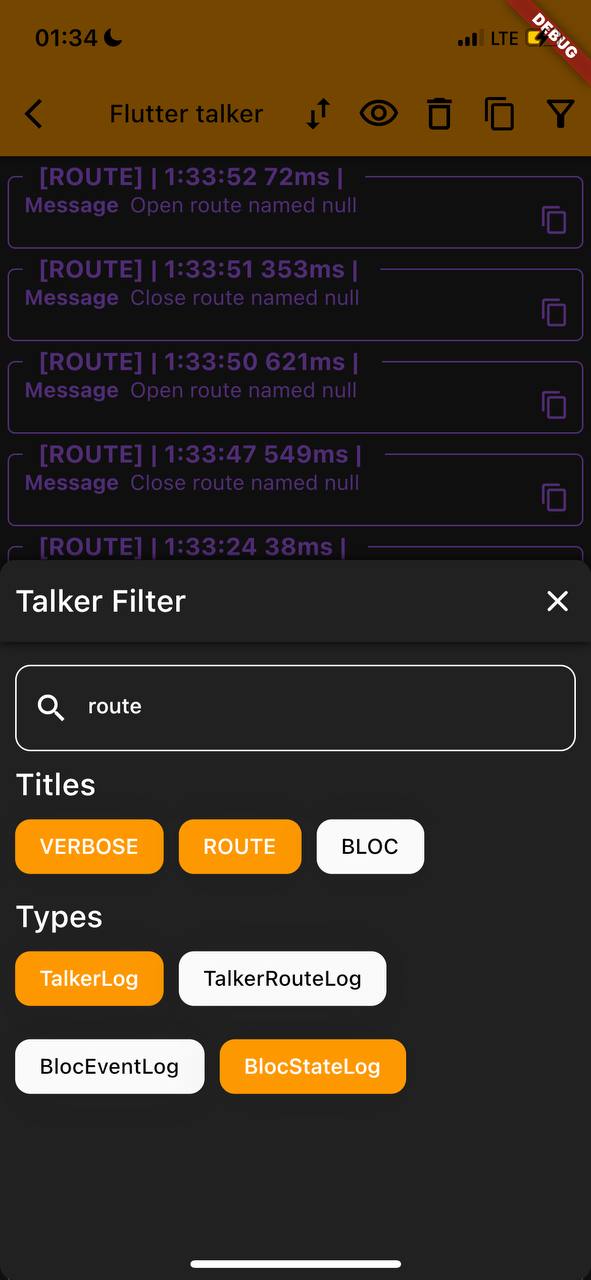 01:34
LTE
DEBUG
Flutter talker
[ROUTE] | 1:33:52 72ms |
Message Open route named null
[ROUTE] | 1:33:51 353ms |
Message Close route named null
[ROUTE] | 1:33:50 621ms |
Message Open route named null
[ROUTE] | 1:33:47 549ms |
Message Close route named null
[ROUTE] | 1:33:24 38ms |
Talker Filter
route
Titles
VERBOSE ROUTE BLOC
Types
TalkerLog TalkerRouteLog
BlocEventLog BlocStateLog